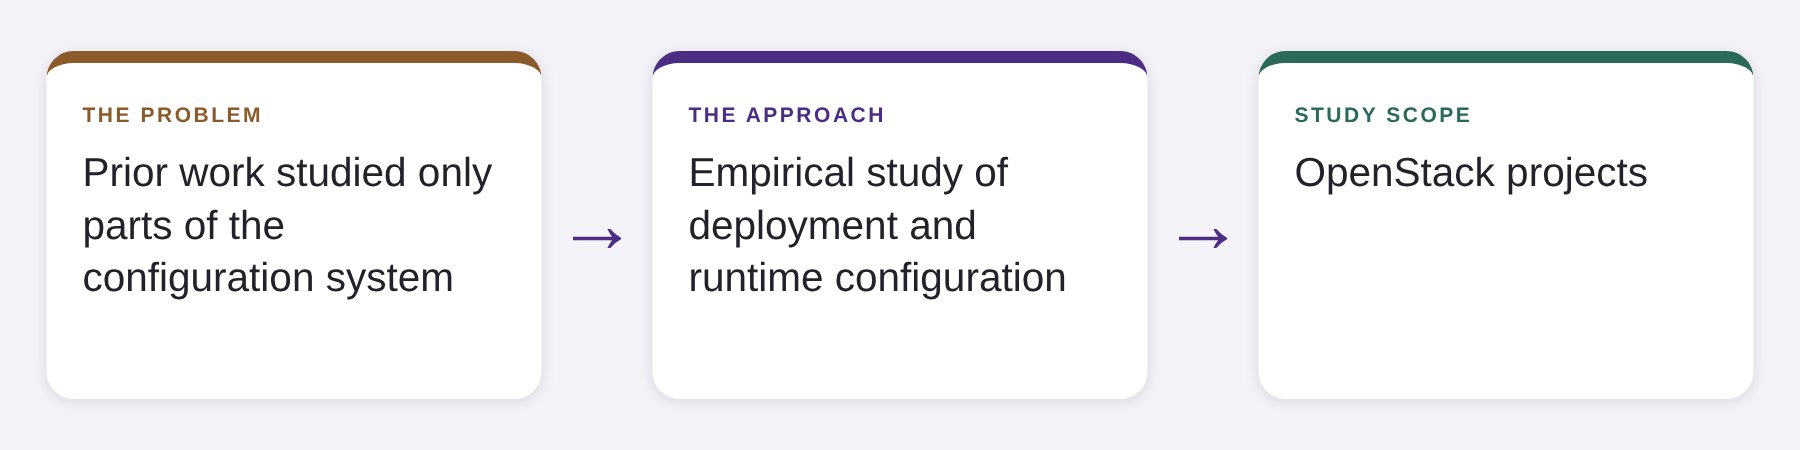 THE PROBLEM
Prior work studied only
parts of the
configuration system
→
THE APPROACH
Empirical study of
deployment and
runtime configuration
→
STUDY SCOPE
OpenStack projects